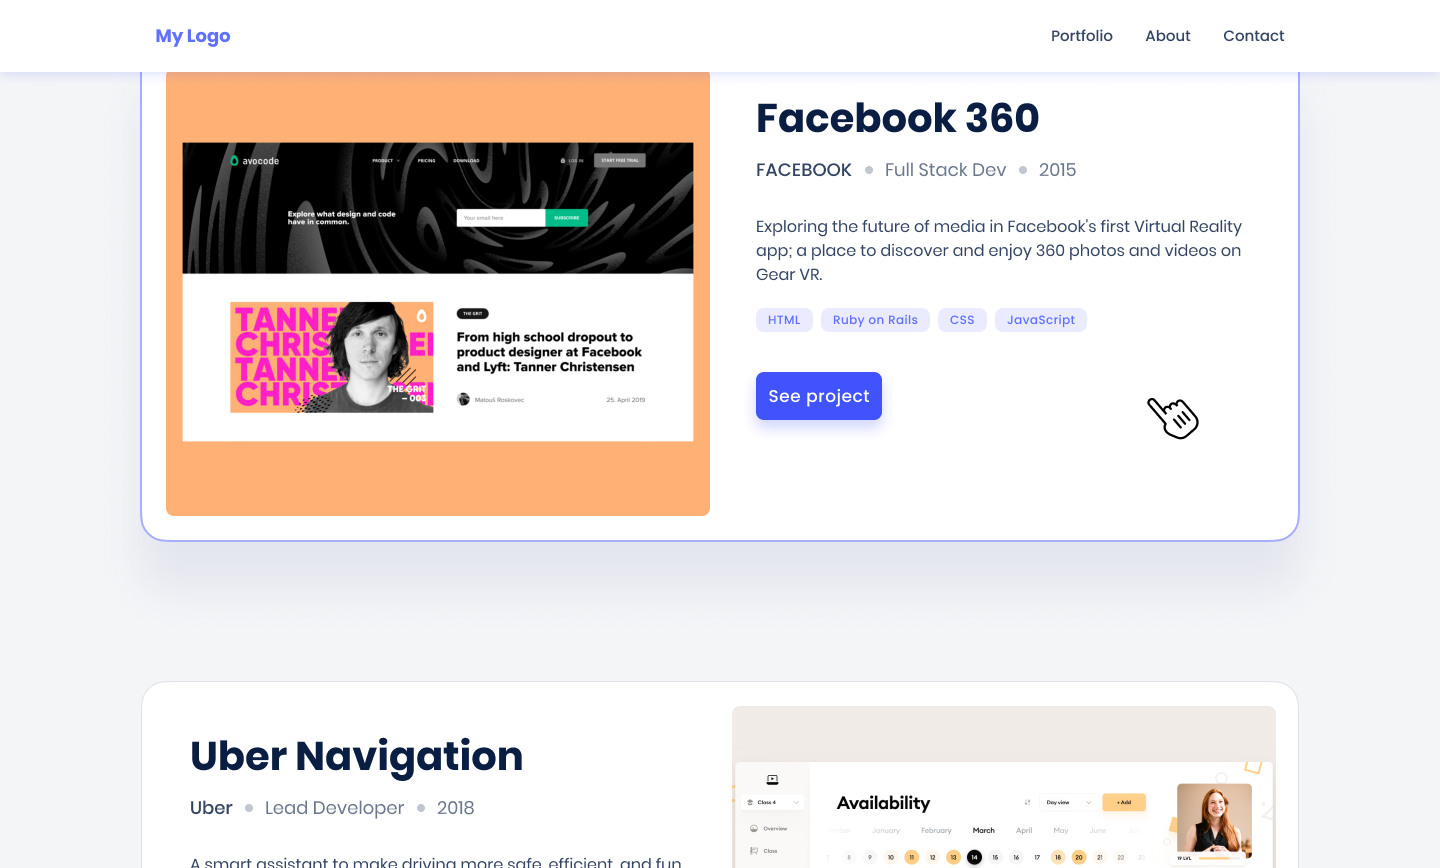 My Logo
Portfolio
About
Contact
avocode
PRODUCT
PRICING
DOWNLOAD
LOG IN
START FREE TRIAL
Explore what design and code
have in common.
Your email here
SUBSCRIBE
TANNER
CHRIS
TANNE
CHRIST
THE GRIT
– 003
THE GRIT
From high school dropout to
product designer at Facebook
and Lyft: Tanner Christensen
Matouš Roskovec
25. April 2019
Facebook 360
FACEBOOK
Full Stack Dev
2015
Exploring the future of media in Facebook's first Virtual Reality
app; a place to discover and enjoy 360 photos and videos on
Gear VR.
HTML
Ruby on Rails
CSS
JavaScript
See project
Uber Navigation
Uber
Lead Developer
2018
A smart assistant to make driving more safe, efficient, and fun
Class 4
Overview
Class
Availability
Day view
+ Add
January
February
March
April
May
June
7 8 9 10 11 12 13 14 15 16 17 18 19 20 21 22 23
19 LVL